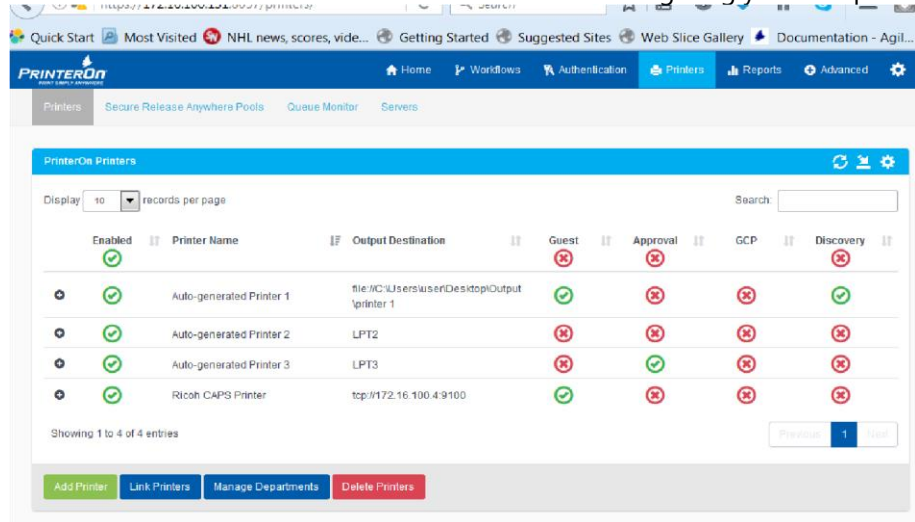 Search
Quick Start Most Visited NHL news, scores, vide... Getting Started Suggested Sites Web Slice Gallery Documentation - Agil...
PRINTERON
PRINT SIMPLY ANYWHERE
Home Workflows Authentication Printers Reports Advanced
Printers Secure Release Anywhere Pools Queue Monitor Servers
PrinterOn Printers
Display 10 records per page Search:
Enabled Printer Name Output Destination Guest Approval GCP Discovery
Auto-generated Printer 1 file://C:\Users\user\Desktop\Output
\printer 1
Auto-generated Printer 2 LPT2
Auto-generated Printer 3 LPT3
Ricoh CAPS Printer tcp://172.16.100.4:9100
Showing 1 to 4 of 4 entries Previous 1 Next
Add Printer Link Printers Manage Departments Delete Printers